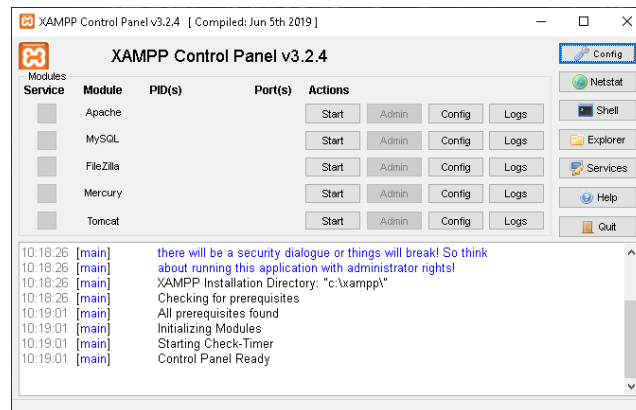 XAMPP Control Panel v3.2.4 [ Compiled: Jun 5th 2019 ]
XAMPP Control Panel v3.2.4
Config
Modules
Service Module PID(s) Port(s) Actions
Netstat
Apache Start Admin Config Logs
Shell
MySQL Start Admin Config Logs
Explorer
FileZilla Start Admin Config Logs
Services
Mercury Start Admin Config Logs
Help
Tomcat Start Admin Config Logs
Quit
10:18:26 [main] there will be a security dialogue or things will break! So think
10:18:26 [main] about running this application with administrator rights!
10:18:26 [main] XAMPP Installation Directory: "c:\xampp\"
10:18:26 [main] Checking for prerequisites
10:19:01 [main] All prerequisites found
10:19:01 [main] Initializing Modules
10:19:01 [main] Starting Check-Timer
10:19:01 [main] Control Panel Ready